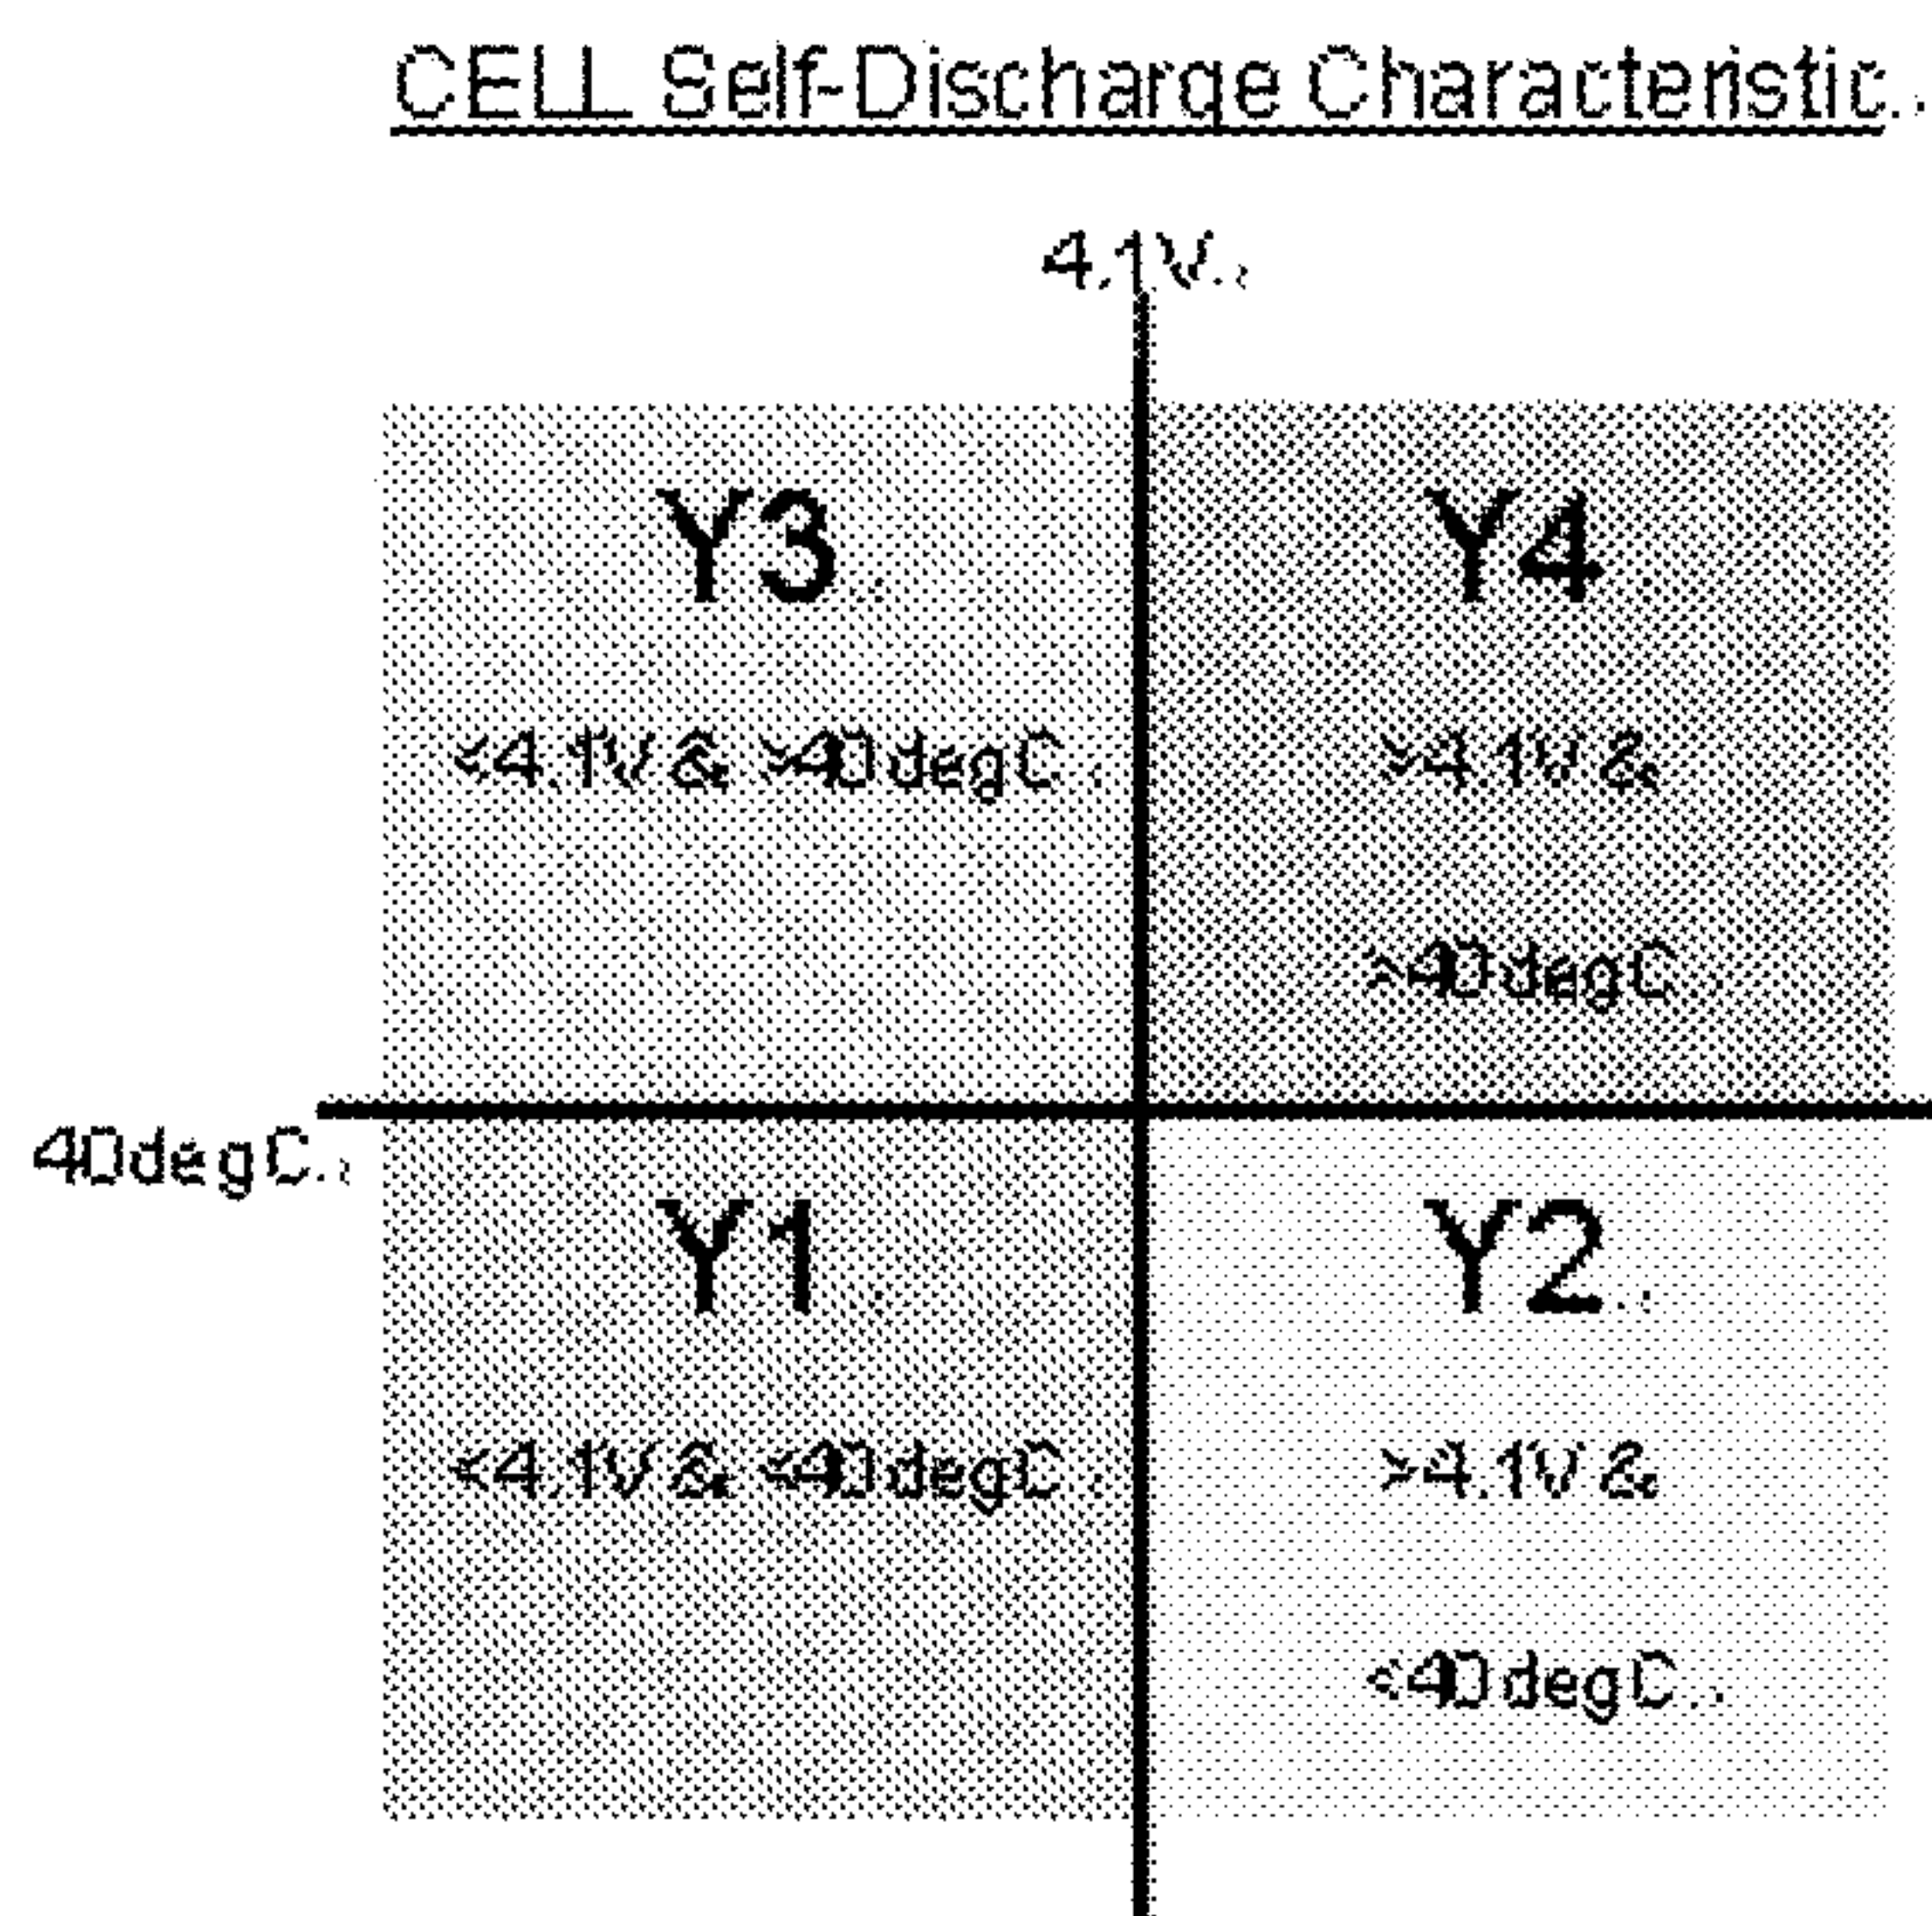 CELL Self-Discharge Characteristic
4.1V
Y3
Y4
<4.1V & >40degC
>4.1V &
>40degC
40degC
Y1
Y2
<4.1V & <40degC
>4.1V &
<40degC